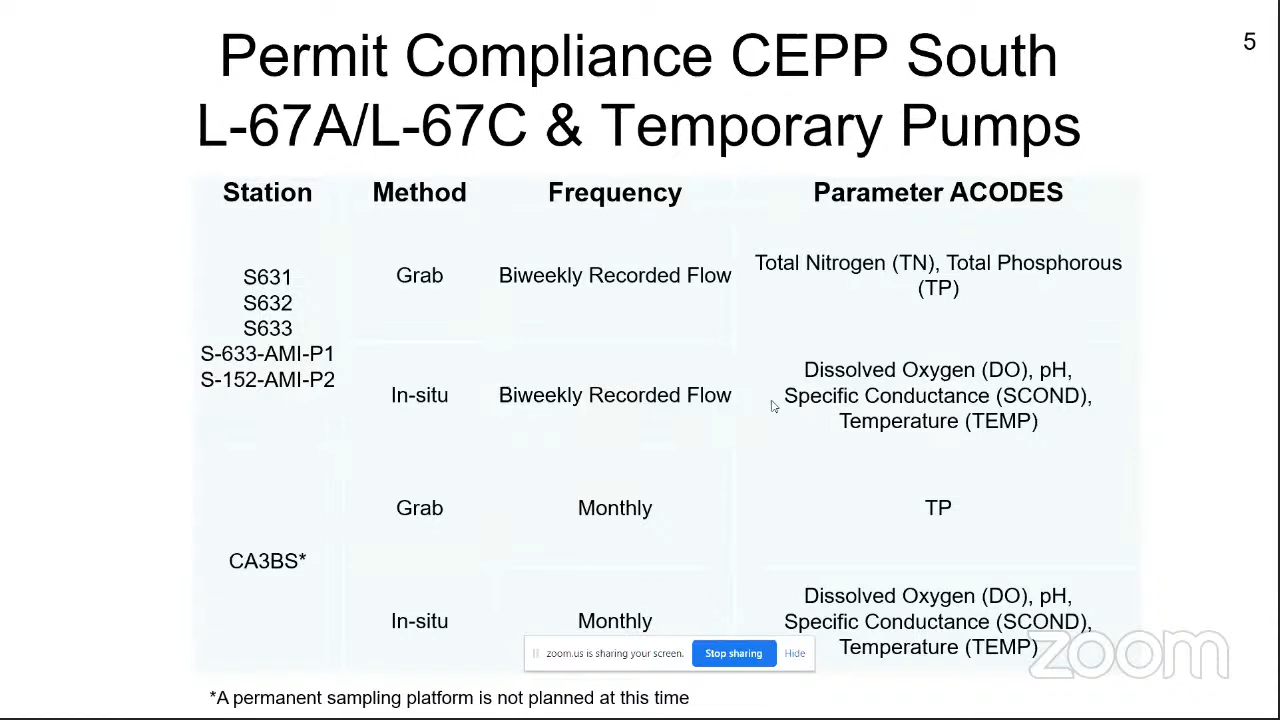 Permit Compliance CEPP South
L-67A/L-67C & Temporary Pumps
5
Station Method Frequency Parameter ACODES
S631
S632
S633
S-633-AMI-P1
S-152-AMI-P2
Grab Biweekly Recorded Flow
Total Nitrogen (TN), Total Phosphorous
(TP)
In-situ Biweekly Recorded Flow
Dissolved Oxygen (DO), pH,
Specific Conductance (SCOND),
Temperature (TEMP)
CA3BS*
Grab Monthly TP
In-situ Monthly
Dissolved Oxygen (DO), pH,
Specific Conductance (SCOND),
Temperature (TEMP)
zoom.us is sharing your screen. Stop sharing Hide
zoom
*A permanent sampling platform is not planned at this time